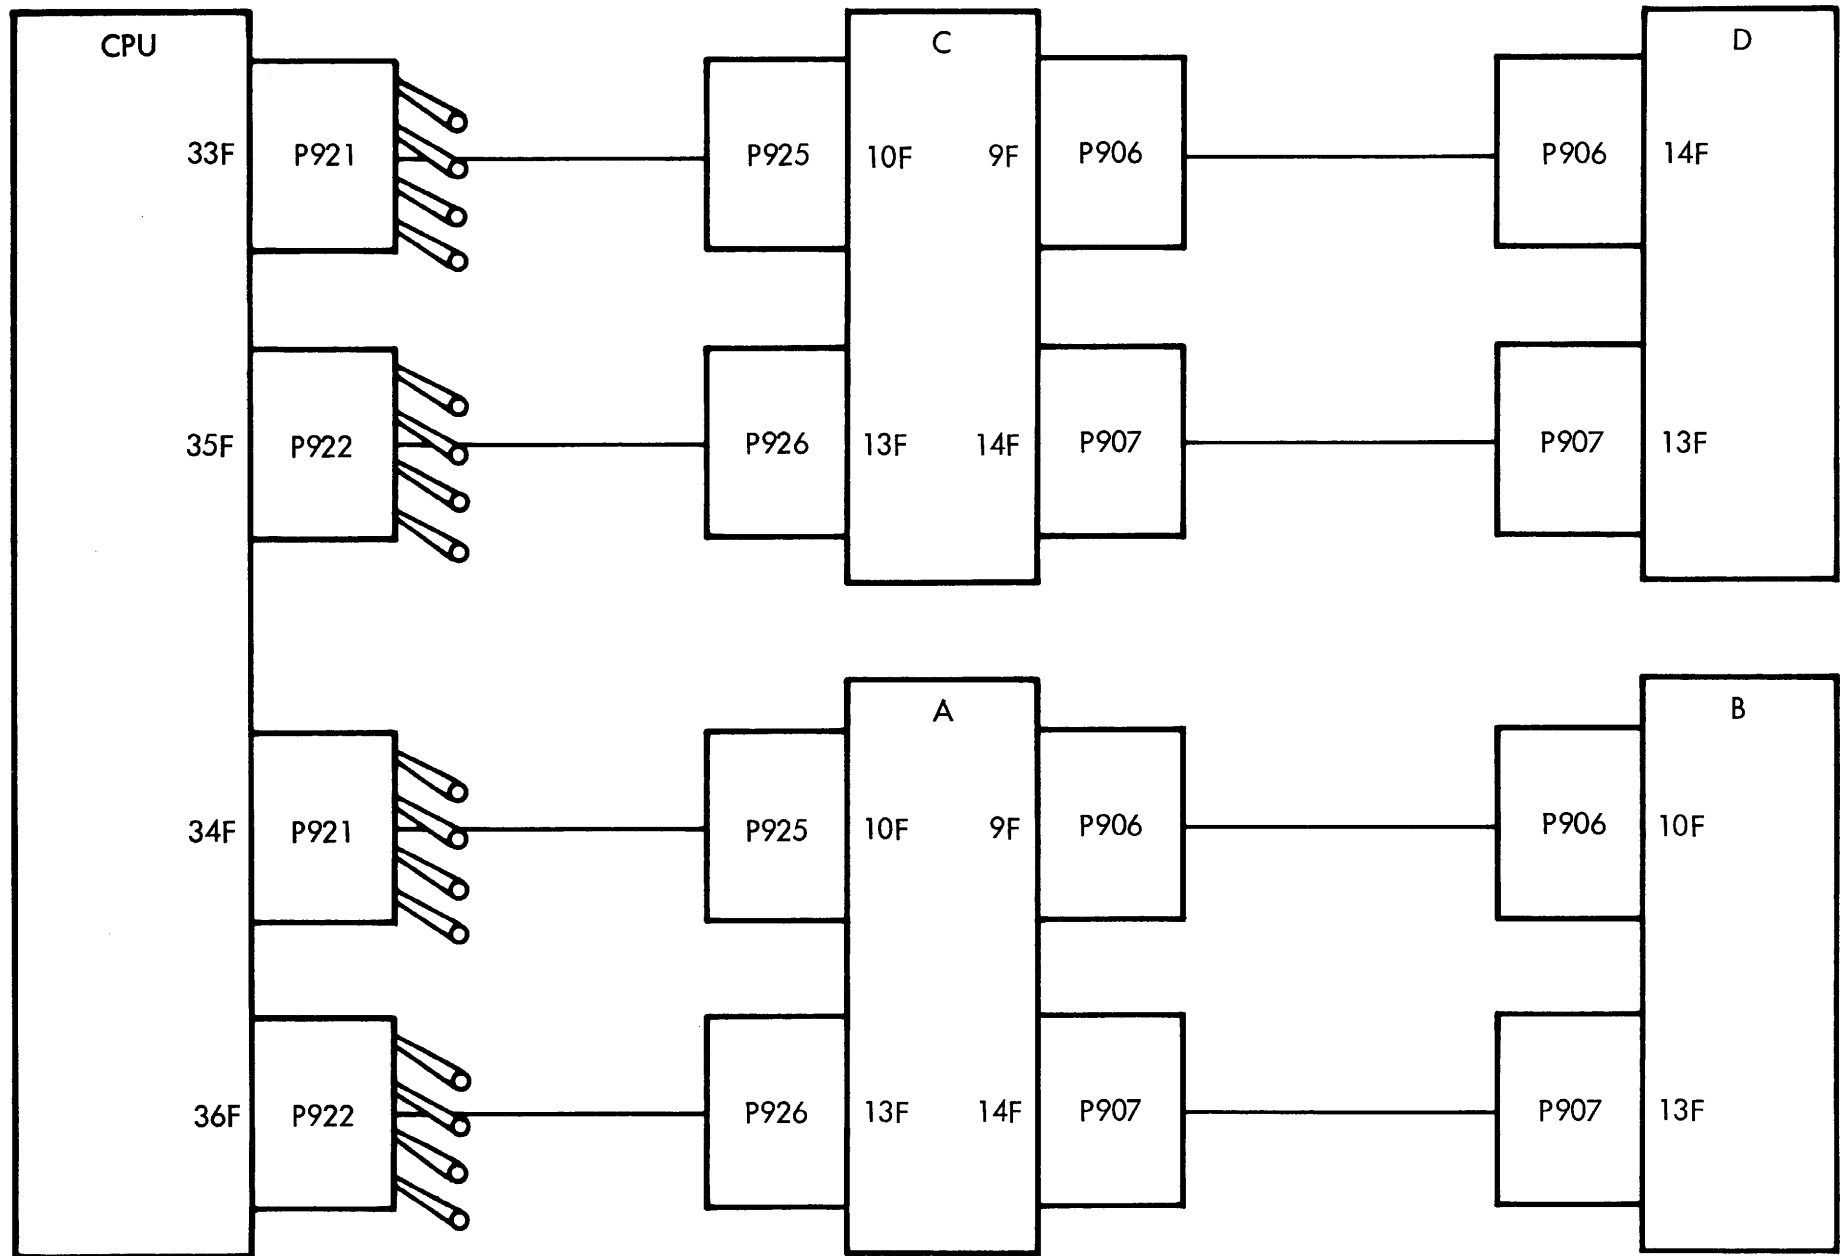 CPU C D
33F P921 P925 10F 9F P906 P906 14F
35F P922 P926 13F 14F P907 P907 13F
A B
34F P921 P925 10F 9F P906 P906 10F
36F P922 P926 13F 14F P907 P907 13F